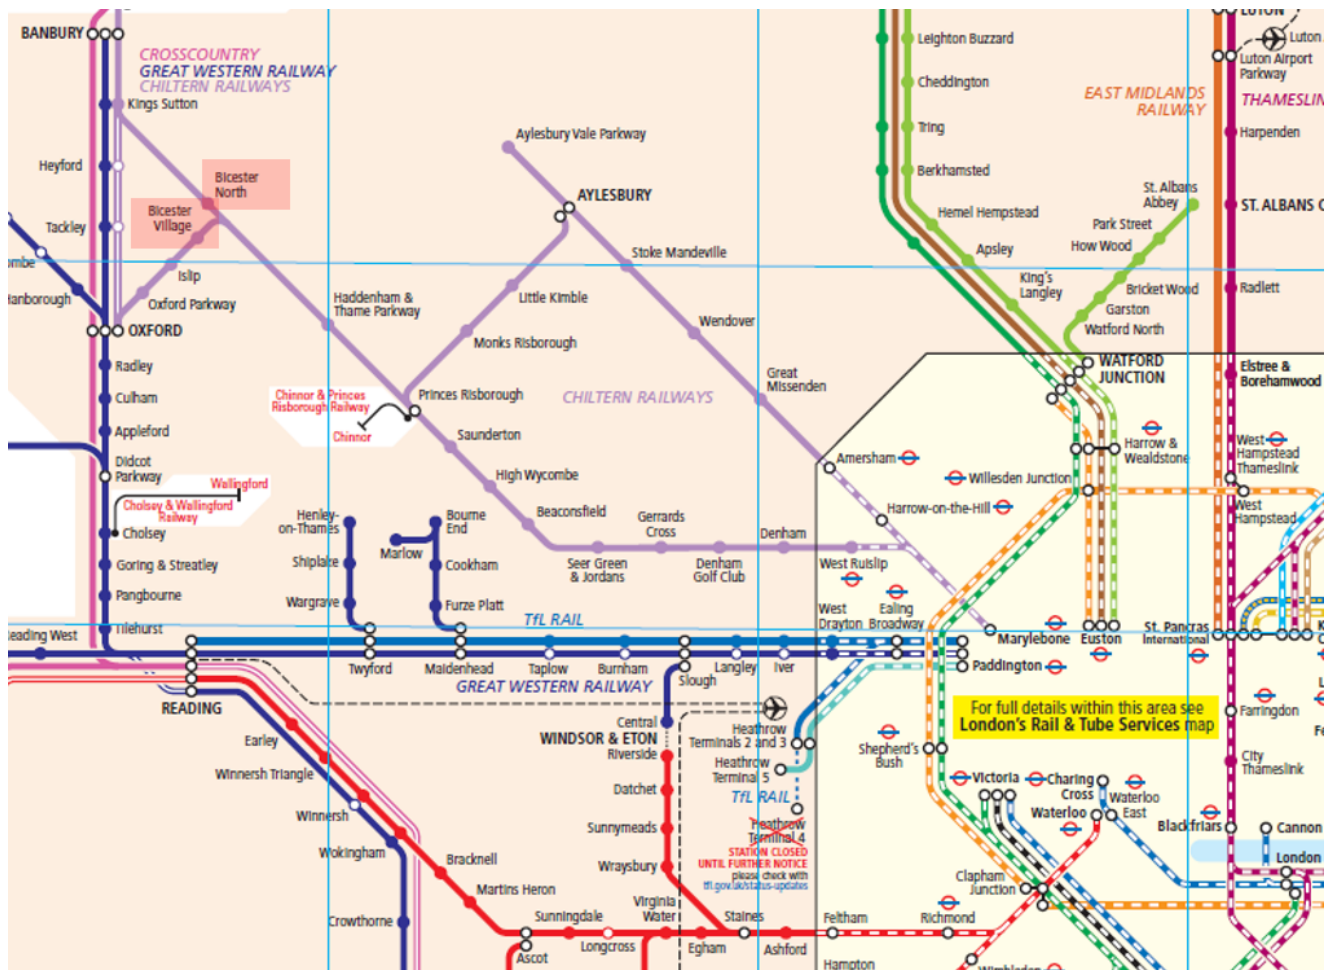 BANBURY
CROSSCOUNTRY
GREAT WESTERN RAILWAY
CHILTERN RAILWAYS
Kings Sutton
Heyford
Bicester
North
Bicester
Village
Tackley
Islip
Oxford Parkway
OXFORD
Radley
Culham
Appleford
Didcot
Parkway
Wallingford
Cholsey & Wallingford
Railway
Cholsey
Goring & Streatley
Pangbourne
Tilehurst
READING
Aylesbury Vale Parkway
AYLESBURY
Stoke Mandeville
Little Kimble
Wendover
Monks Risborough
Great
Missenden
Haddenham &
Thame Parkway
Princes Risborough
Chinnor & Princes
Risborough Railway
Chinnor
CHILTERN RAILWAYS
Saunderton
High Wycombe
Beaconsfield
Seer Green
& Jordans
Gerrards
Cross
Denham
Golf Club
Denham
West Ruislip
Amersham
Harrow-on-the-Hill
Leighton Buzzard
Cheddington
Tring
Berkhamsted
Hemel Hempstead
Apsley
King's
Langley
St. Albans
Abbey
Park Street
How Wood
Bricket Wood
Garston
Watford North
WATFORD
JUNCTION
Harrow &
Wealdstone
Willesden Junction
EAST MIDLANDS
RAILWAY
LUTON
Luton
Luton Airport
Parkway
THAMESLIN
Harpenden
ST. ALBANS C
Radlett
Elstree &
Borehamwood
West
Hampstead
Thameslink
West
Hampstead
Henley-
on-Thames
Shiplake
Wargrave
Bourne
End
Marlow
Cookham
Furze Platt
TfL RAIL
West
Drayton
Ealing
Broadway
Marylebone
Euston
St. Pancras
International
Paddington
Twyford
Maidenhead
Taplow
Burnham
Slough
Langley
Iver
GREAT WESTERN RAILWAY
Central
WINDSOR & ETON
Riverside
Datchet
Sunnymeads
Wraysbury
Heathrow
Terminals 2 and 3
Heathrow
Terminal 5
TfL RAIL
Heathrow
Terminal 4
STATION CLOSED
UNTIL FURTHER NOTICE
please check with
tfl.gov.uk/status-updates
For full details within this area see
London's Rail & Tube Services map
Farringdon
City
Thameslink
Shepherd's
Bush
Victoria
Charing
Cross
Waterloo
Waterloo
East
Blackfriars
Cannon
London
Clapham
Junction
Earley
Winnersh Triangle
Winnersh
Wokingham
Crowthorne
Bracknell
Martins Heron
Ascot
Sunningdale
Longcross
Virginia
Water
Egham
Staines
Ashford
Feltham
Richmond
Hampton
Wimbledon